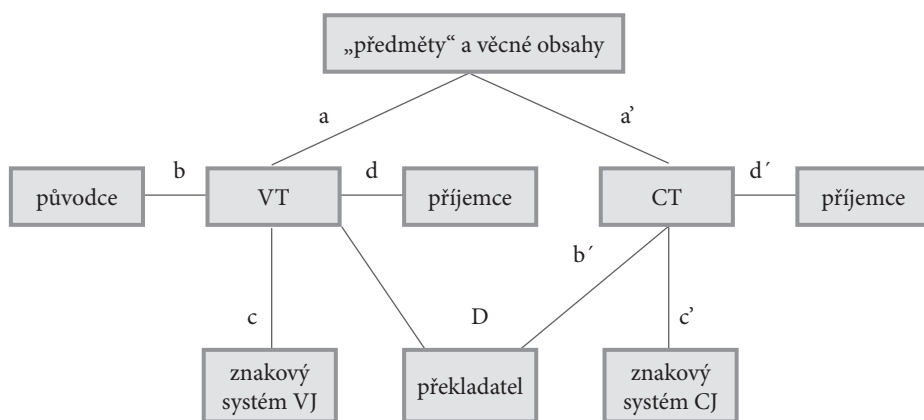 „předměty“ a věcné obsahy
a
a’
b
d
d´
původce
VT
příjemce
CT
příjemce
b´
c
D
c’
znakový
systém VJ
překladatel
znakový
systém CJ